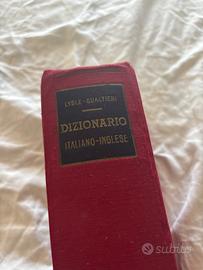 LYSLE - GUALTIERI
DIZIONARIO
ITALIANO-INGLESE
subito